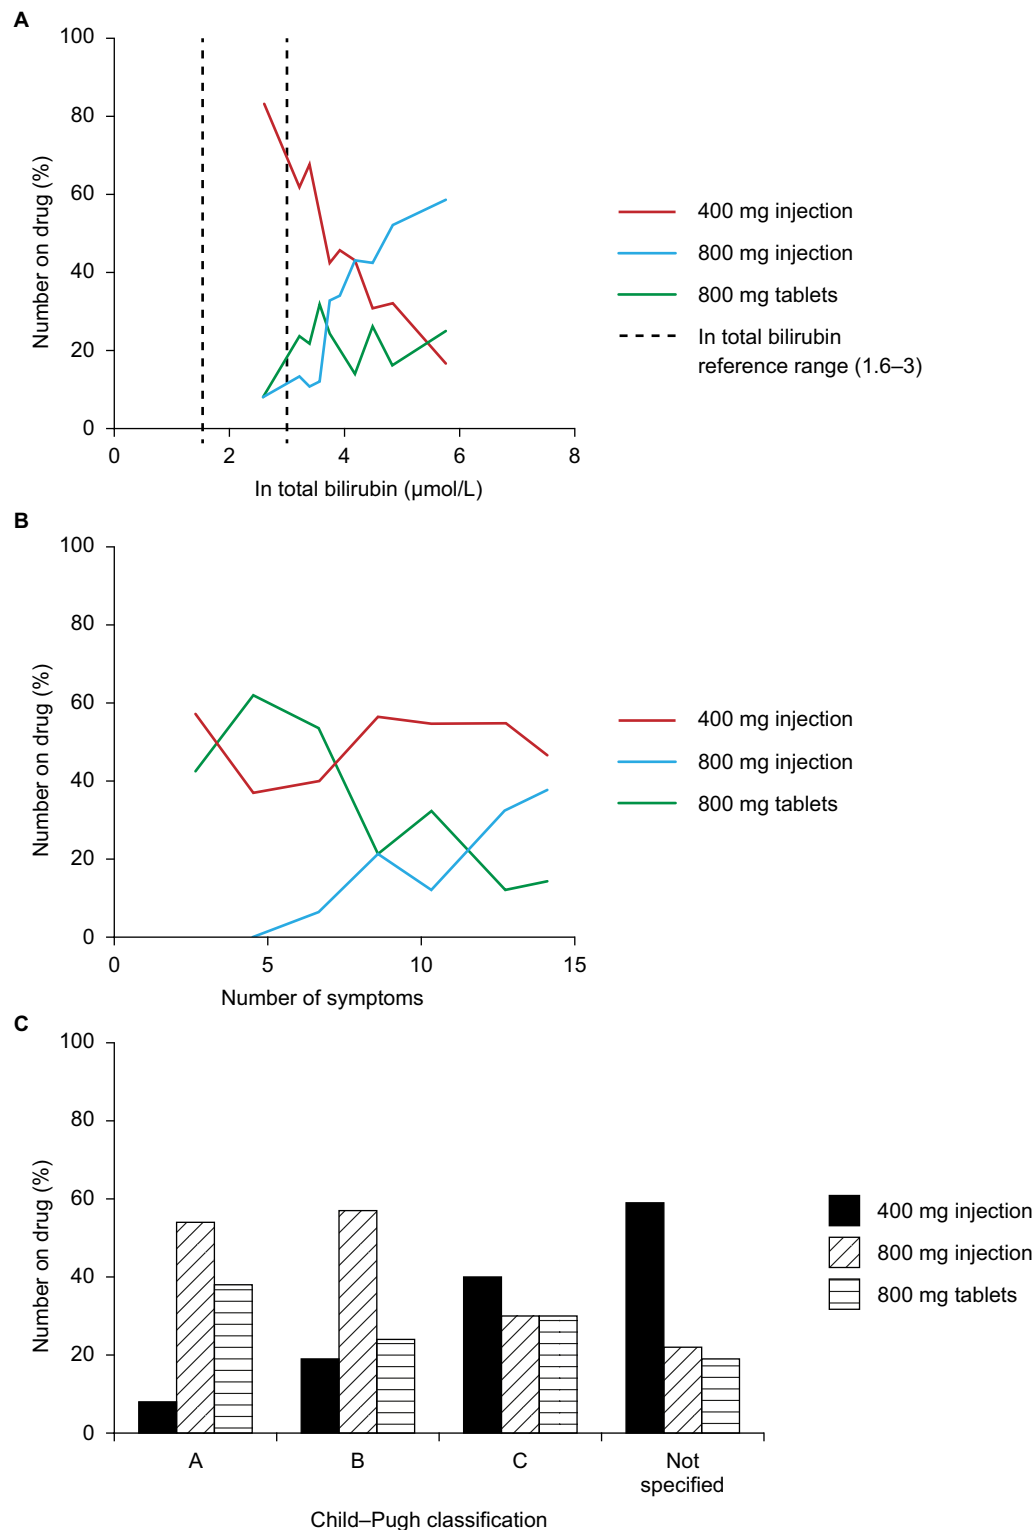 A
100
80
60
40
20
0
Number on drug (%)
0 2 4 6 8
In total bilirubin (µmol/L)
400 mg injection
800 mg injection
800 mg tablets
In total bilirubin
reference range (1.6–3)
B
100
80
60
40
20
0
Number on drug (%)
0 5 10 15
Number of symptoms
400 mg injection
800 mg injection
800 mg tablets
C
100
80
60
40
20
0
Number on drug (%)
A B C Not
specified
Child–Pugh classification
400 mg injection
800 mg injection
800 mg tablets